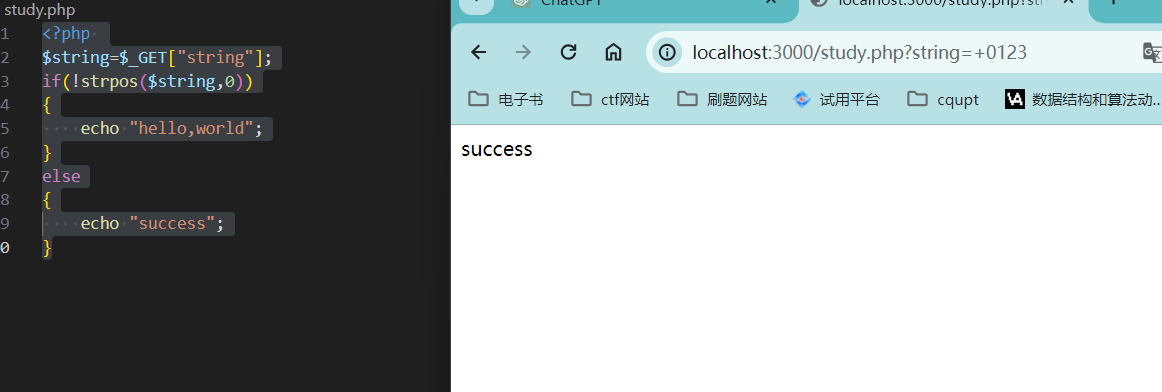 study.php
1 <?php
2 $string=$_GET["string"];
3 if(!strpos($string,0))
4 {
5 echo "hello,world";
6 }
7 else
8 {
9 echo "success";
0 }
ChatGPT
localhost:3000/study.php?str
localhost:3000/study.php?string=+0123
电子书 ctf网站 刷题网站 试用平台 cqupt 数据结构和算法动...
success